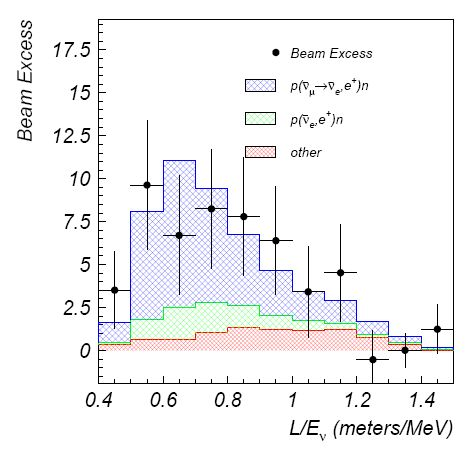 Beam Excess
17.5
15
12.5
10
7.5
5
2.5
0
Beam Excess
p(ν̄μ→ν̄e,e⁺)n
p(ν̄e,e⁺)n
other
0.4 0.6 0.8 1 1.2 1.4
L/Eν (meters/MeV)